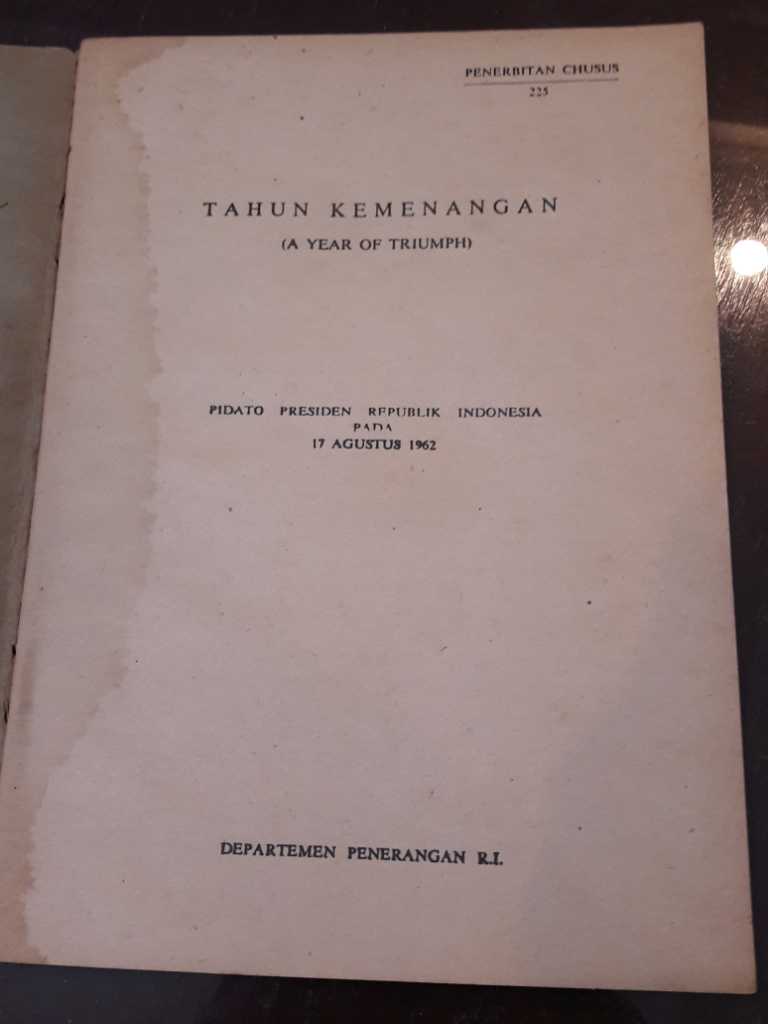 PENERBITAN CHUSUS
225
TAHUN KEMENANGAN
(A YEAR OF TRIUMPH)
PIDATO PRESIDEN REPUBLIK INDONESIA
PADA
17 AGUSTUS 1962
DEPARTEMEN PENERANGAN R.I.